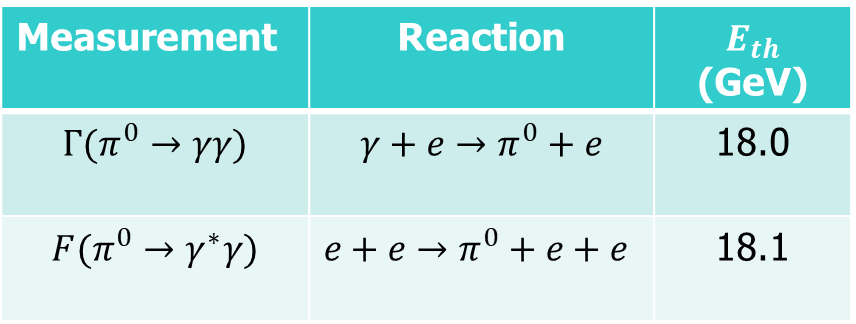 Measurement Reaction E_th
(GeV)
Γ(π⁰ → γγ) γ + e → π⁰ + e 18.0
F(π⁰ → γ*γ) e + e → π⁰ + e + e 18.1